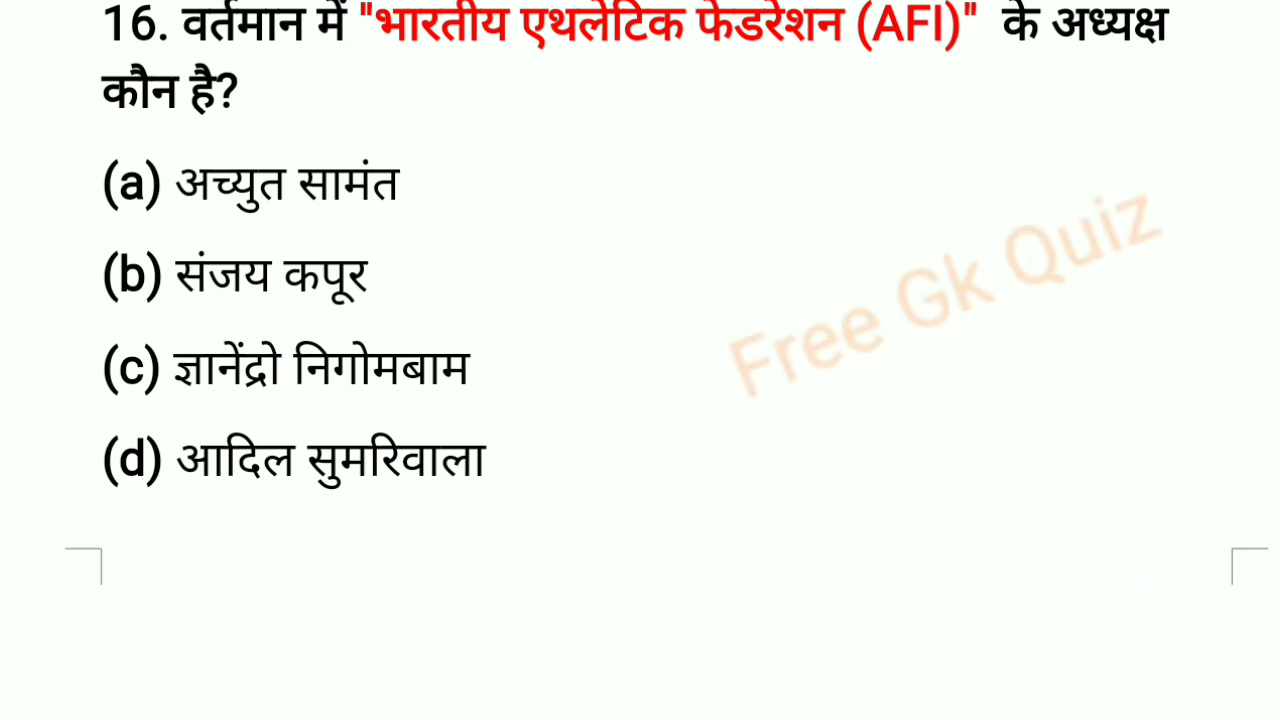 16. वर्तमान में "भारतीय एथलेटिक फेडरेशन (AFI)" के अध्यक्ष
कौन है?
(a) अच्युत सामंत
(b) संजय कपूर
(c) ज्ञानेंद्रो निगोमबाम
(d) आदिल सुमरिवाला
Free Gk Quiz